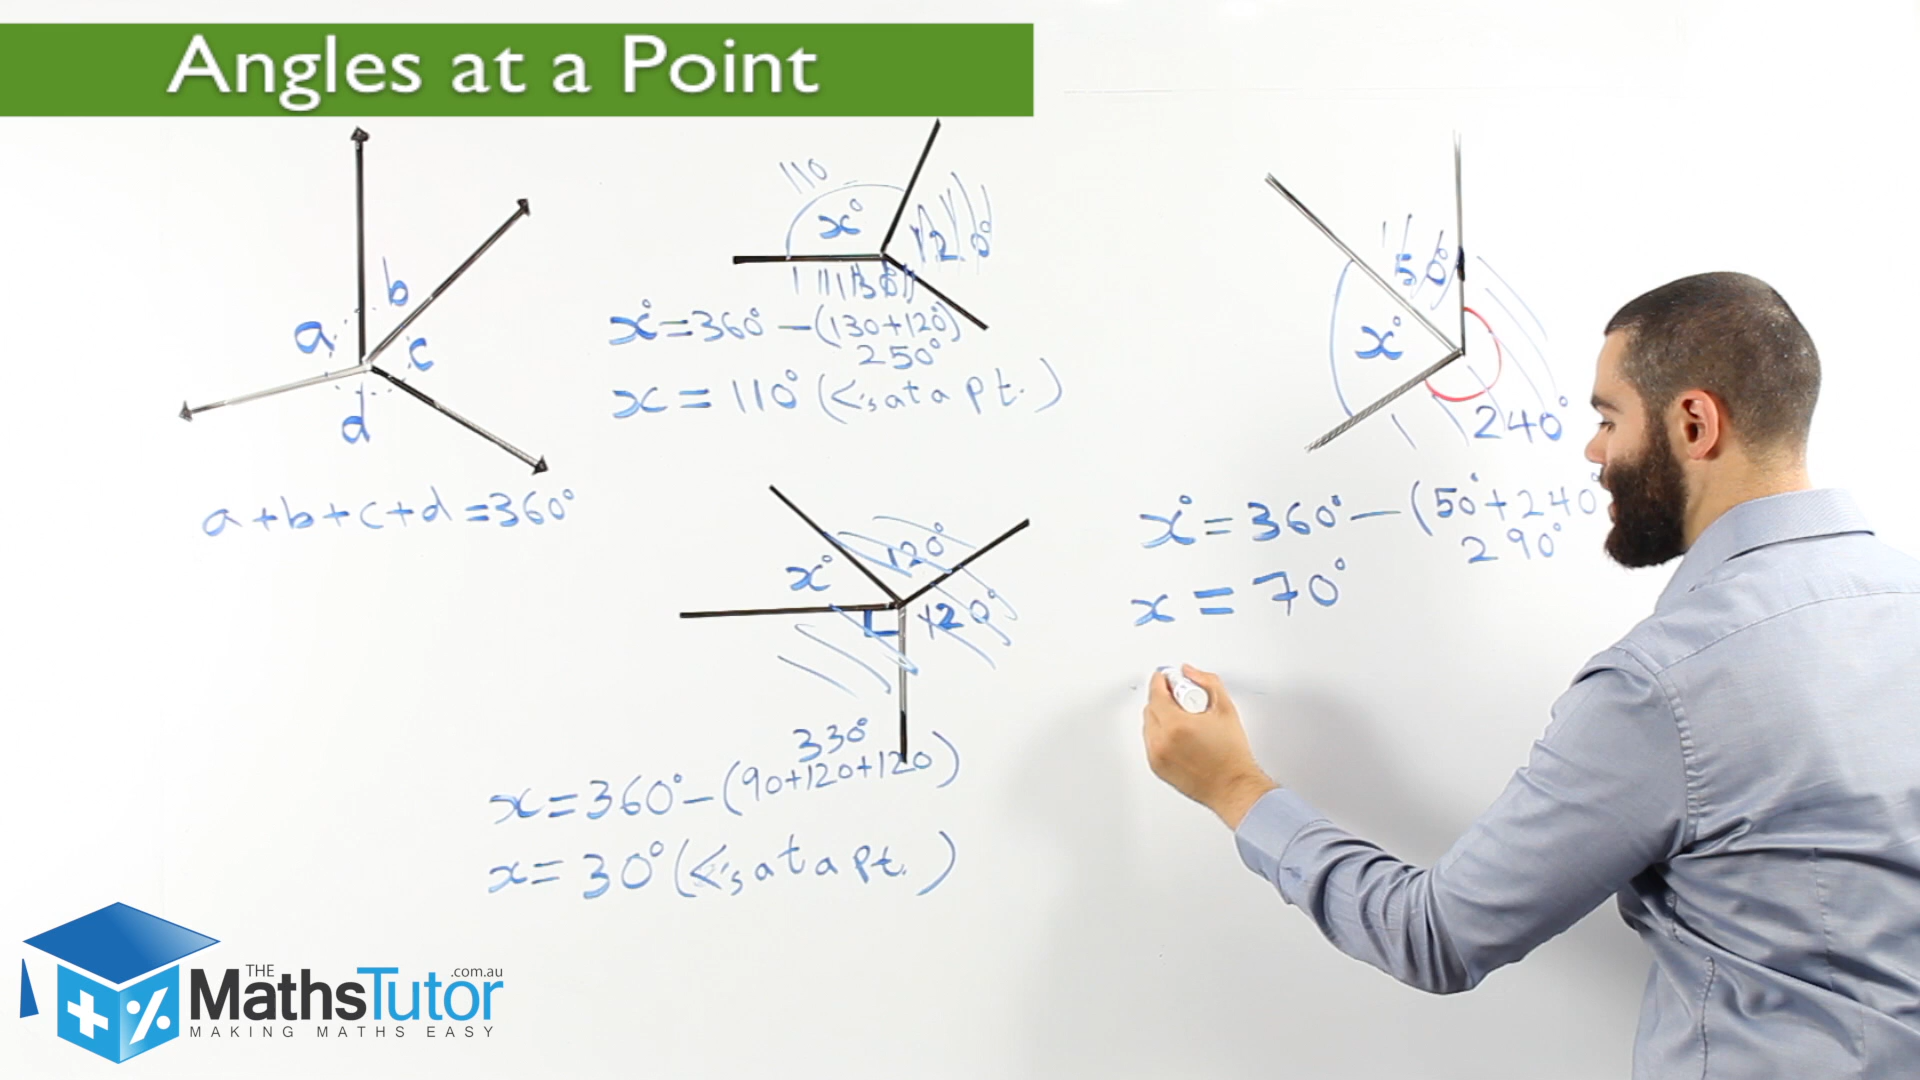 Angles at a Point
a
b
c
d
a+b+c+d=360°
110
x°
120°
130°
x°=360°-(130+120°)
250°
x=110°(<'s at a pt.)
x°
120°
120°
330°
x=360°-(90+120+120)
x=30°(<'s at a pt.)
50°
x°
240°
x°=360°-(50°+240°
290°
x=70°
THE
MathsTutor
.com.au
MAKING MATHS EASY